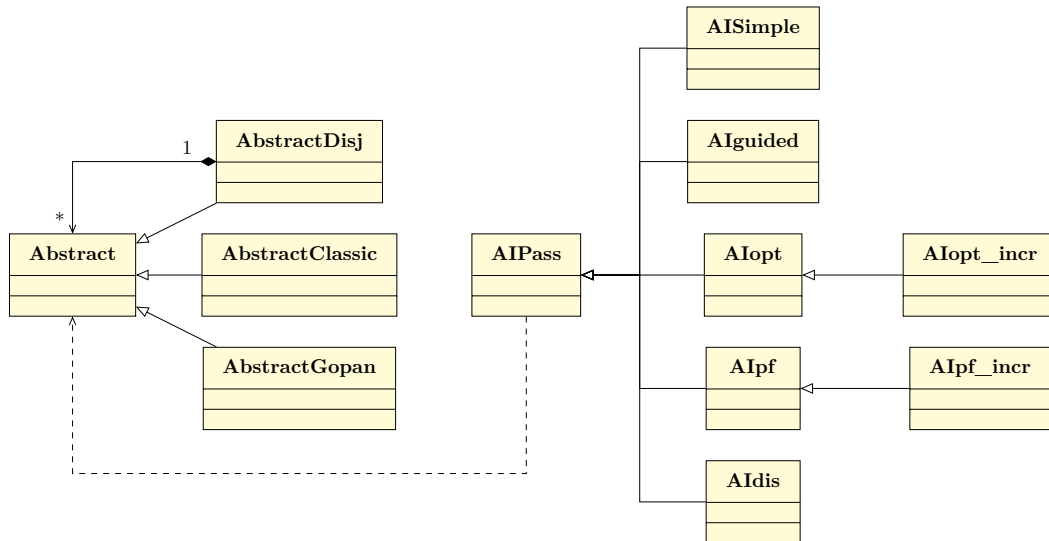 AISimple
1
AbstractDisj
AIguided
*
Abstract
AbstractClassic
AIPass
AIopt
AIopt_incr
AbstractGopan
AIpf
AIpf_incr
AIdis